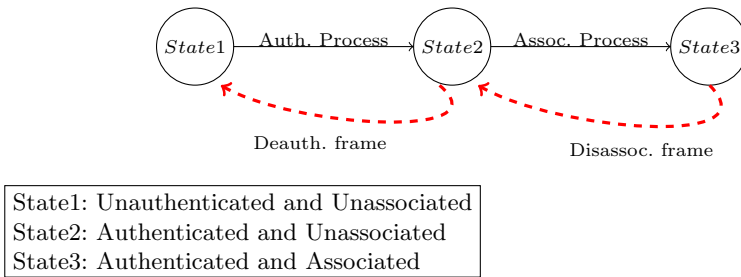 State1
Auth. Process
State2
Assoc. Process
State3
Deauth. frame
Disassoc. frame
State1: Unauthenticated and Unassociated
State2: Authenticated and Unassociated
State3: Authenticated and Associated